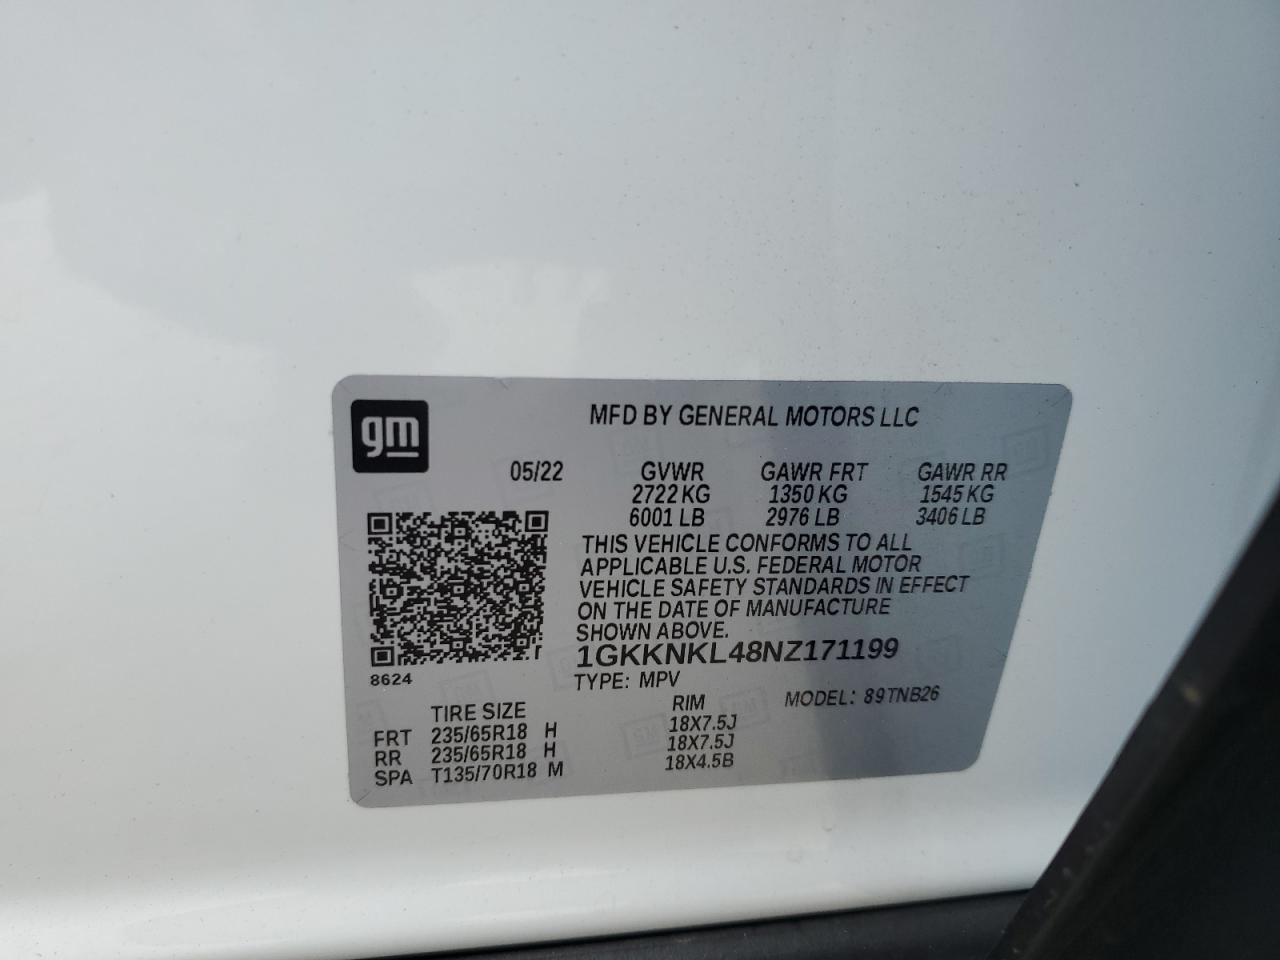 gm
MFD BY GENERAL MOTORS LLC
05/22 GVWR GAWR FRT GAWR RR
2722 KG 1350 KG 1545 KG
6001 LB 2976 LB 3406 LB
THIS VEHICLE CONFORMS TO ALL
APPLICABLE U.S. FEDERAL MOTOR
VEHICLE SAFETY STANDARDS IN EFFECT
ON THE DATE OF MANUFACTURE
SHOWN ABOVE.
1GKKNKL48NZ171199
8624
TYPE: MPV MODEL: 89TNB26
TIRE SIZE RIM
FRT 235/65R18 H 18X7.5J
RR 235/65R18 H 18X7.5J
SPA T135/70R18 M 18X4.5B